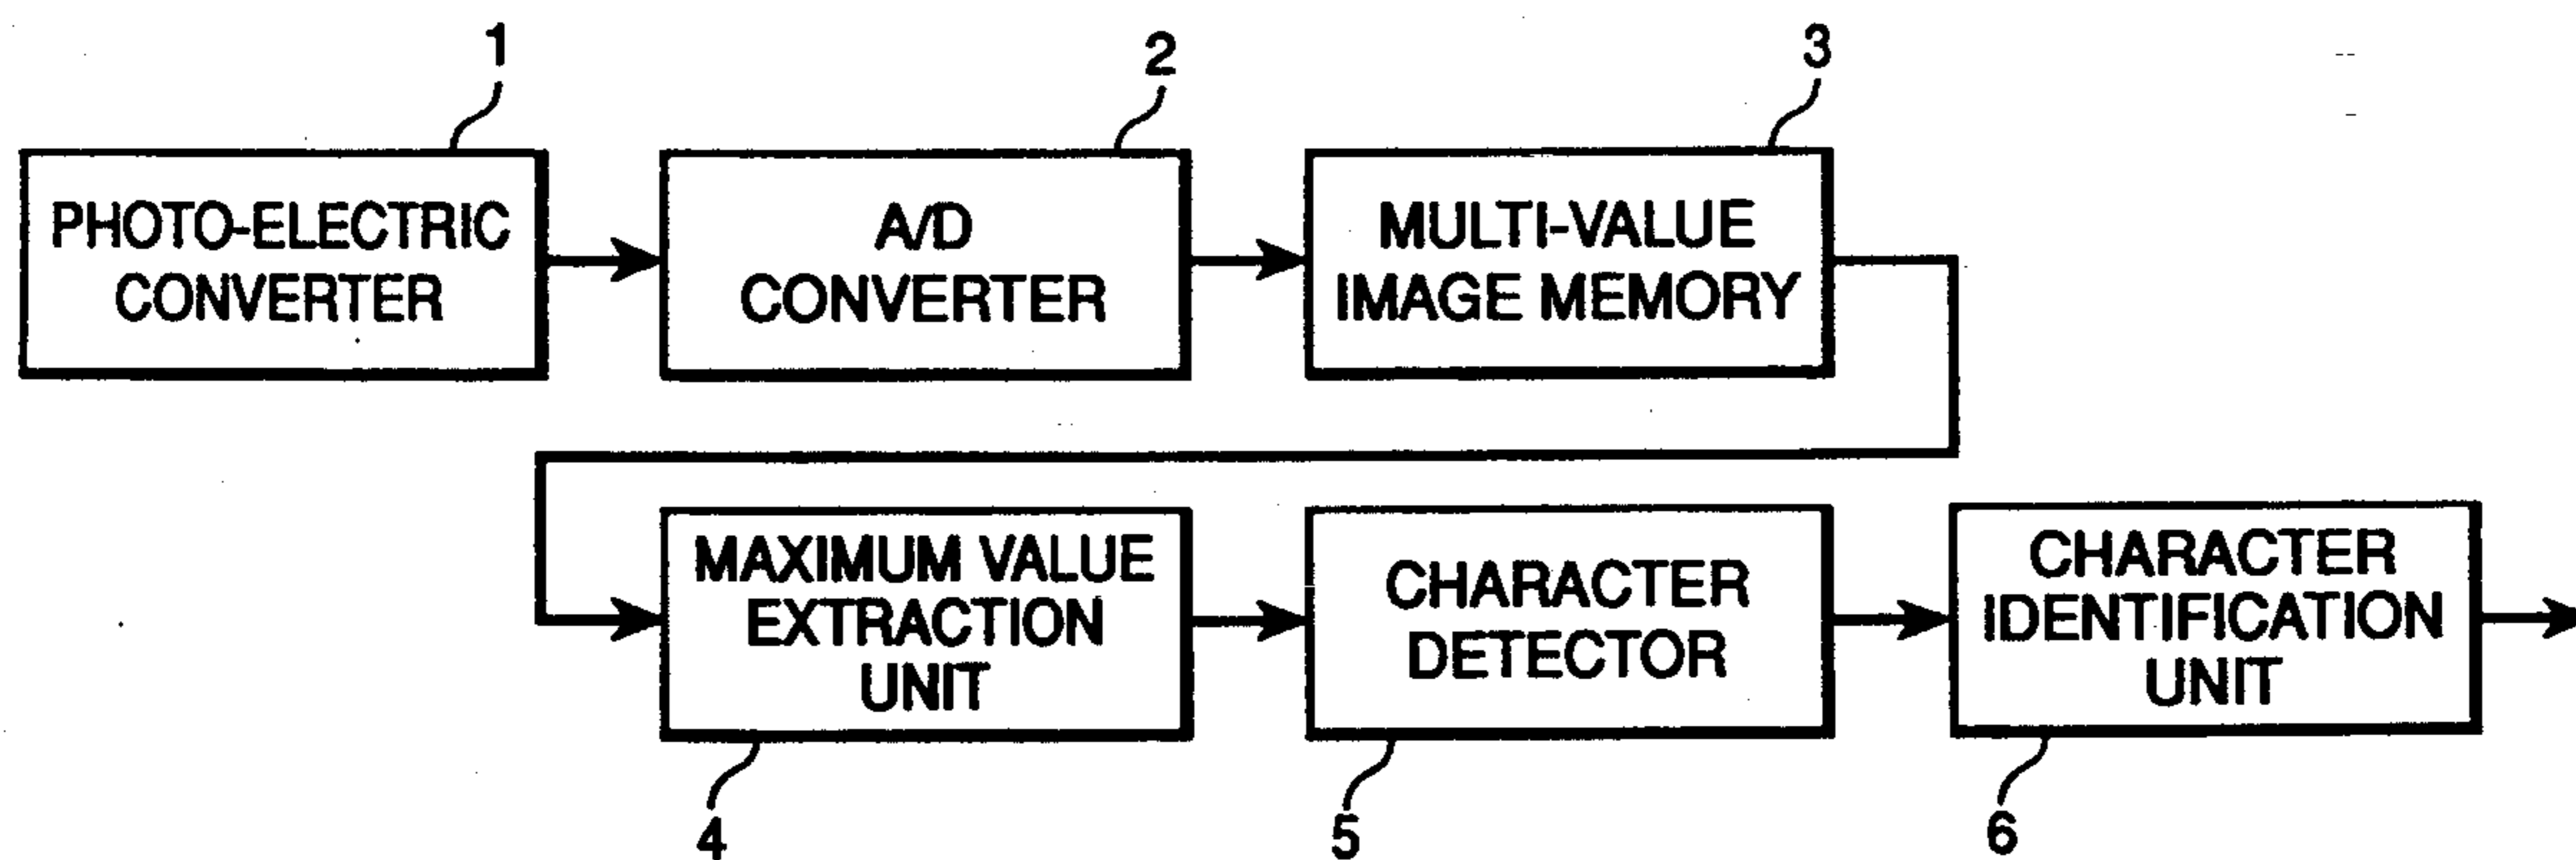 1
2
3
PHOTO-ELECTRIC
CONVERTER
A/D
CONVERTER
MULTI-VALUE
IMAGE MEMORY
MAXIMUM VALUE
EXTRACTION
UNIT
CHARACTER
DETECTOR
CHARACTER
IDENTIFICATION
UNIT
4
5
6